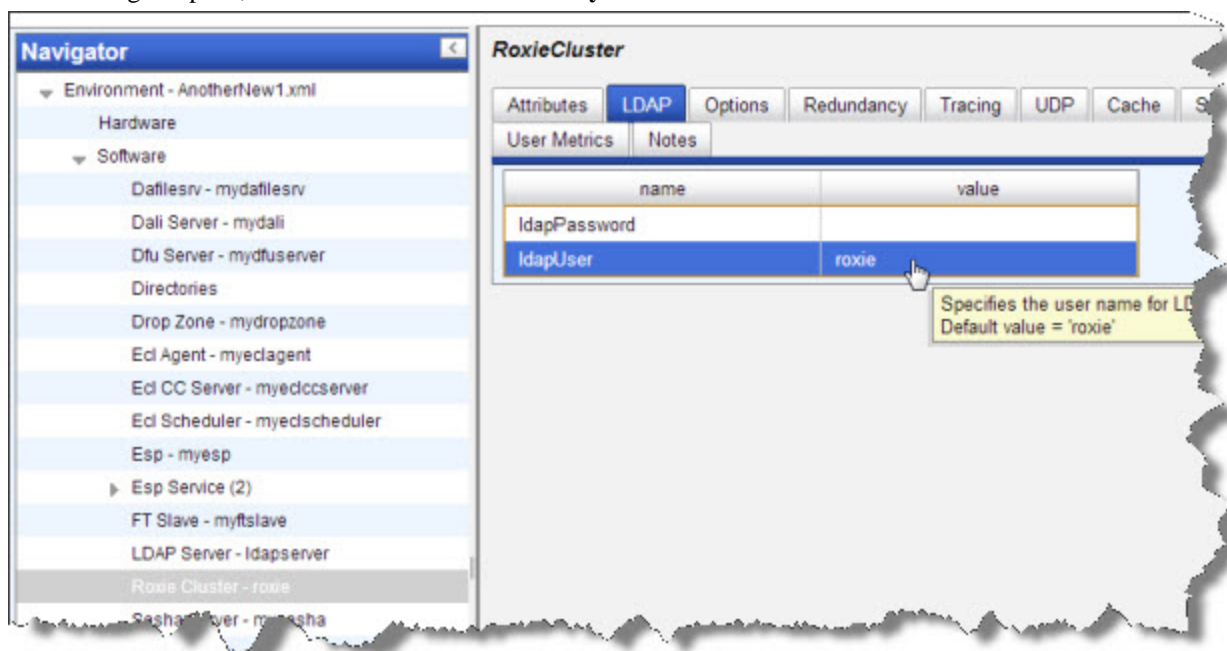 Navigator
Environment - AnotherNew1.xml
Hardware
Software
Dafilesrv - mydafilesrv
Dali Server - mydali
Dfu Server - mydfuserver
Directories
Drop Zone - mydropzone
Ecl Agent - myeclagent
Ecl CC Server - myeclccserver
Ecl Scheduler - myeclscheduler
Esp - myesp
Esp Service (2)
FT Slave - myftslave
LDAP Server - ldapserver
Roxie Cluster - roxie
RoxieCluster
Attributes LDAP Options Redundancy Tracing UDP Cache
User Metrics Notes
name value
ldapPassword
ldapUser roxie
Specifies the user name for
Default value = 'roxie'